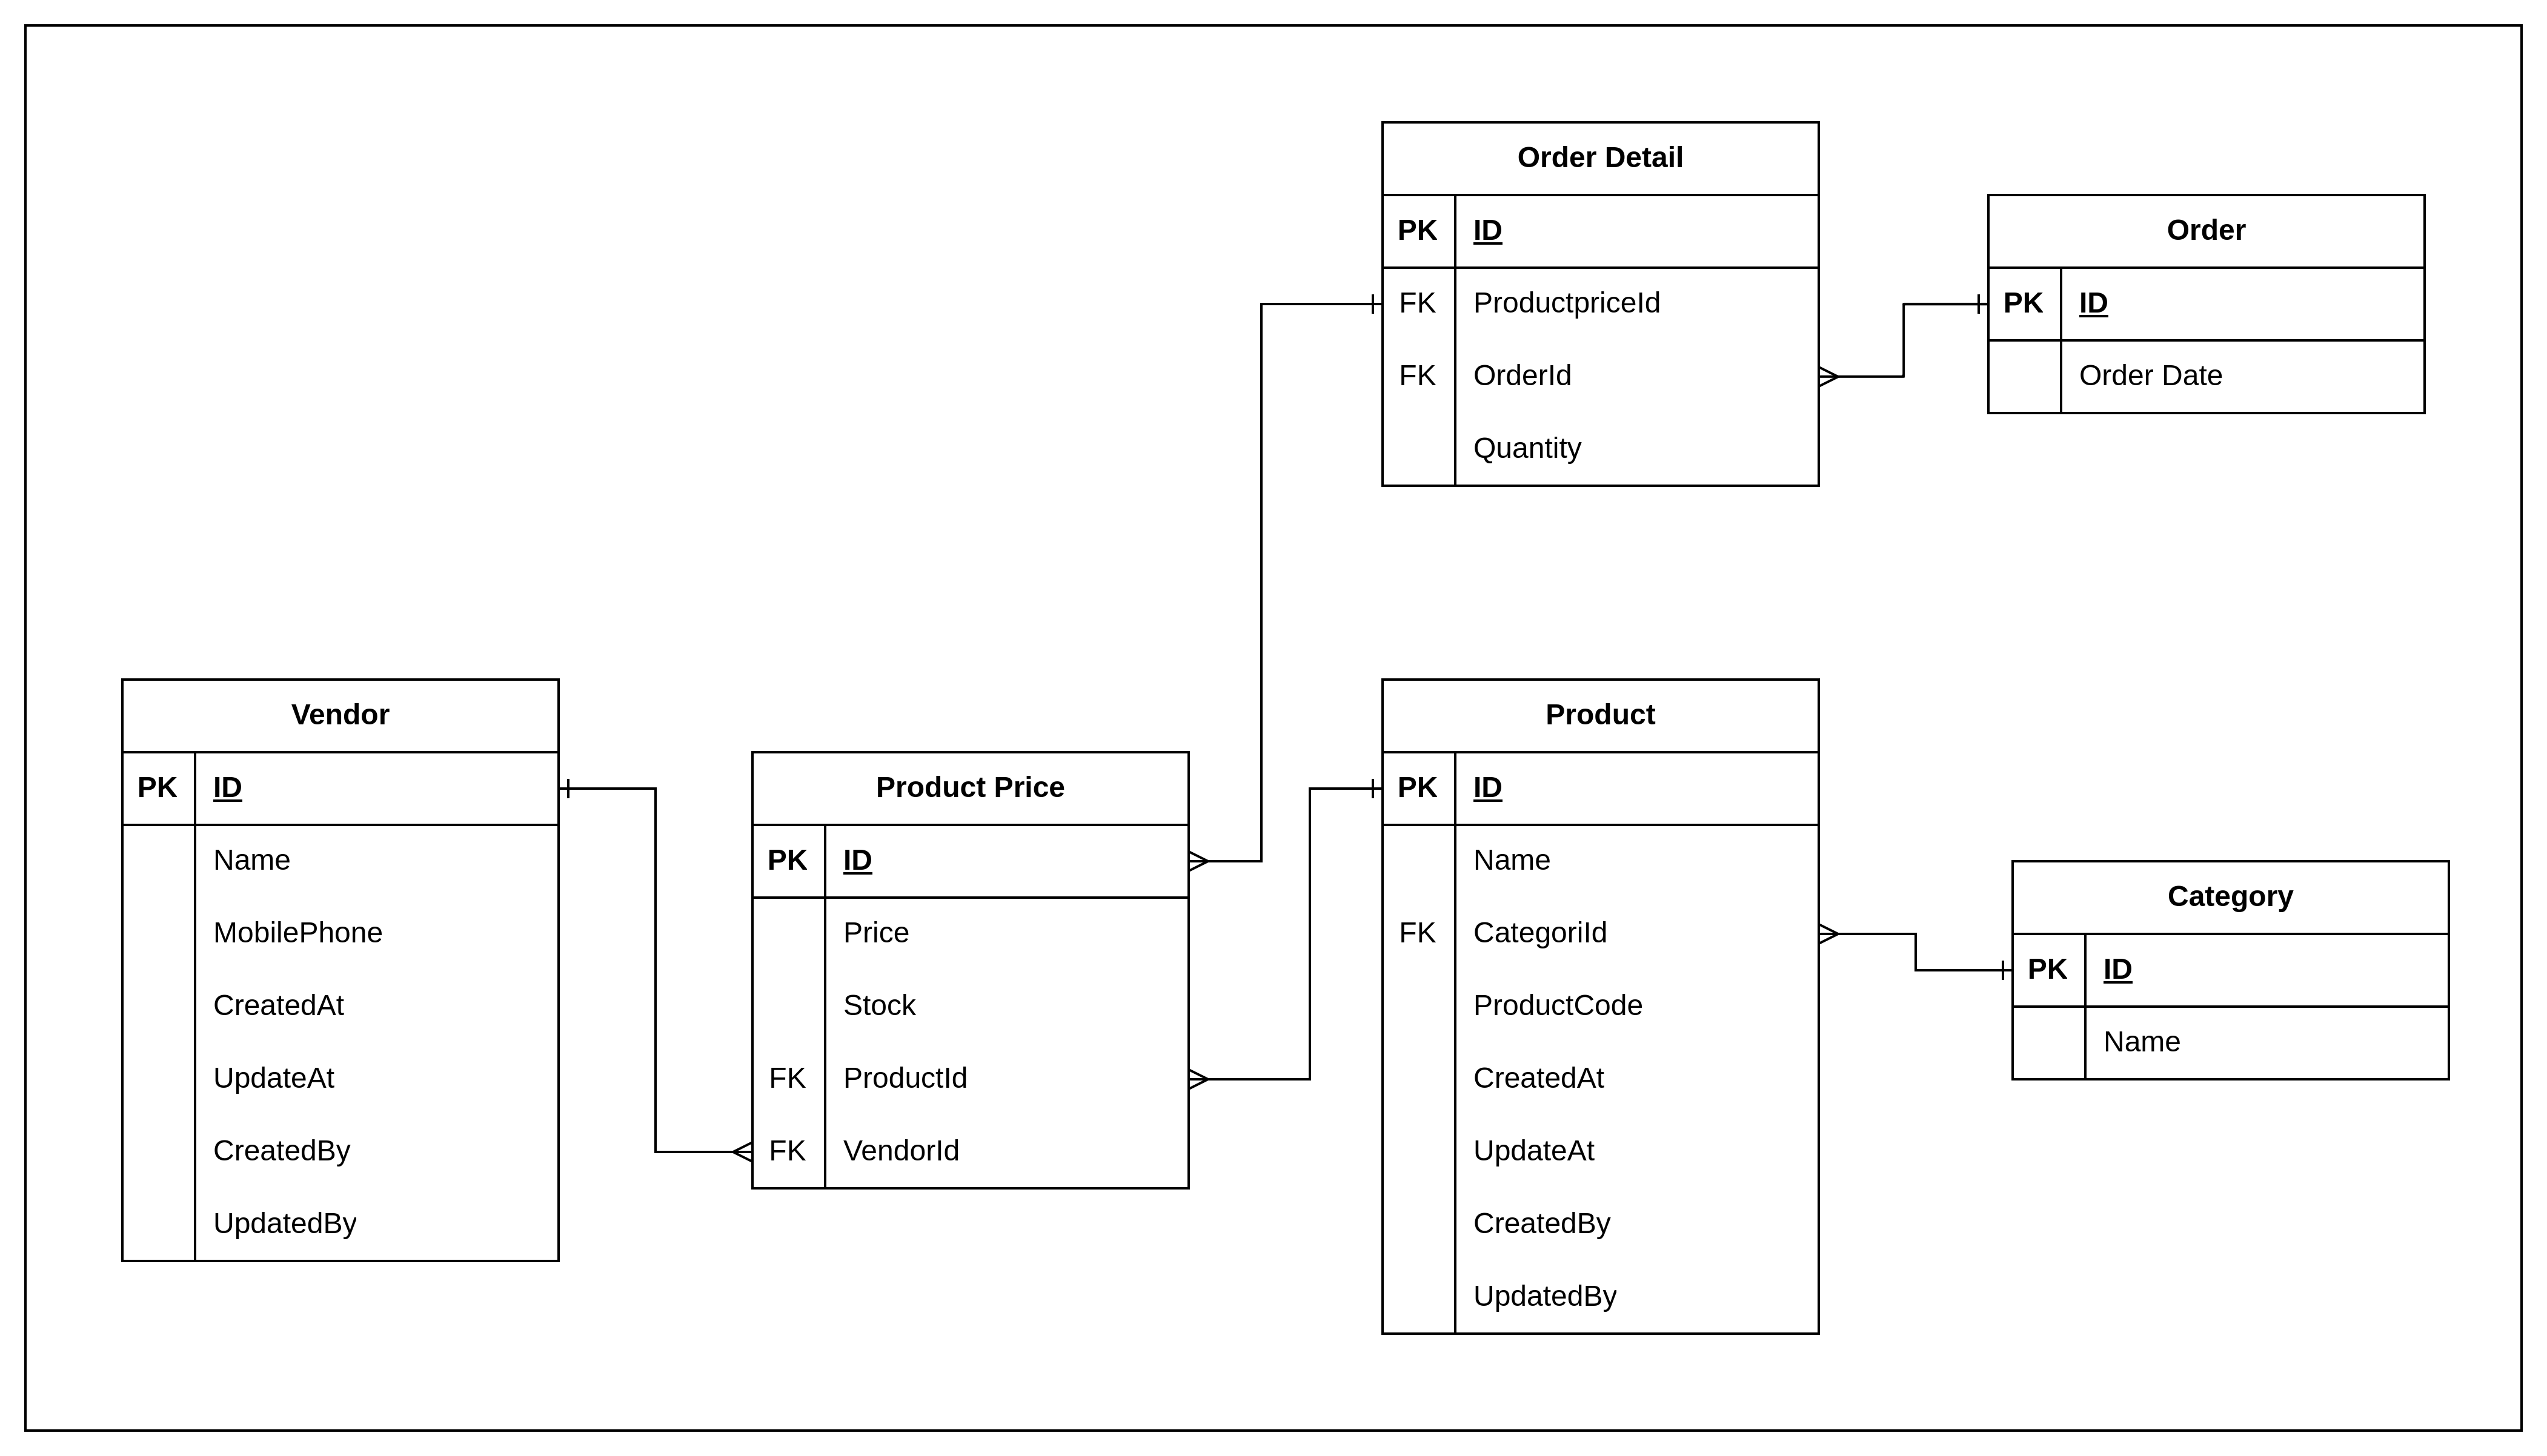 Order Detail
PK ID
FK ProductpriceId
FK OrderId
Quantity
Order
PK ID
Order Date
Vendor
PK ID
Name
MobilePhone
CreatedAt
UpdateAt
CreatedBy
UpdatedBy
Product Price
PK ID
Price
Stock
FK ProductId
FK VendorId
Product
PK ID
Name
FK CategoriId
ProductCode
CreatedAt
UpdateAt
CreatedBy
UpdatedBy
Category
PK ID
Name